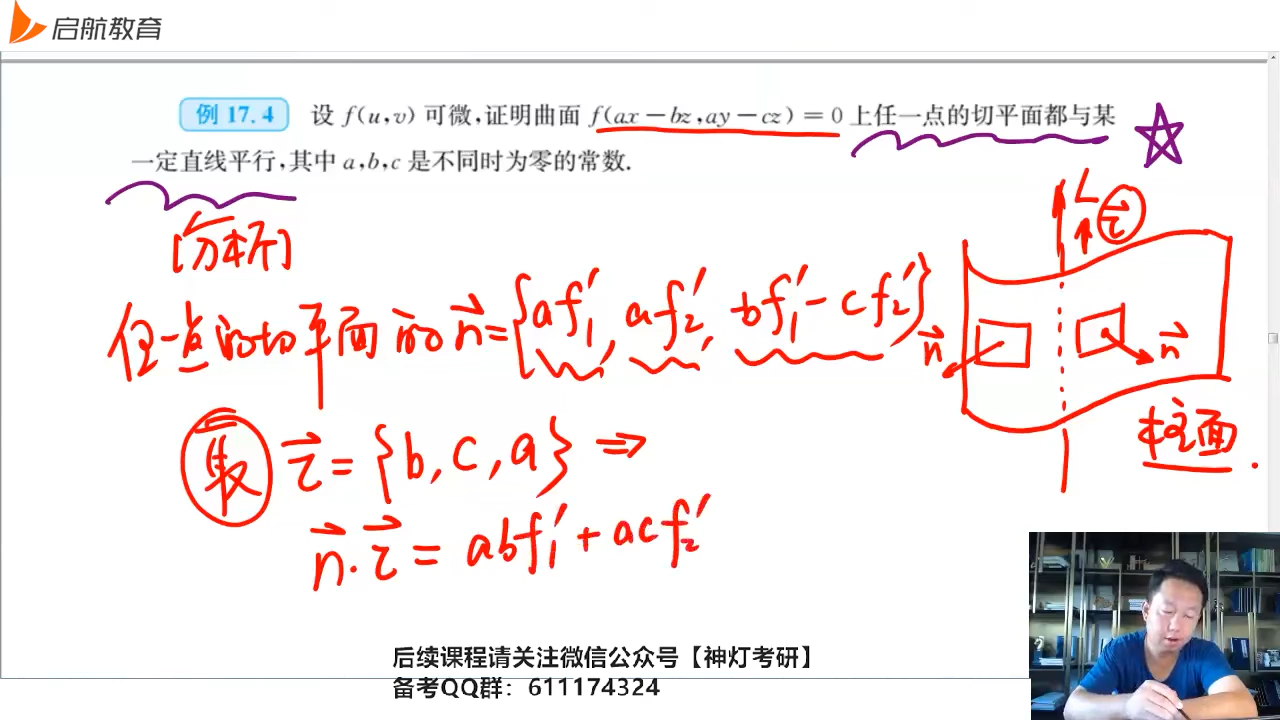 启航教育
例 17.4 设 f(u,v) 可微,证明曲面 f(ax－bz,ay－cz)＝0 上任一点的切平面都与某
一定直线平行,其中 a,b,c 是不同时为零的常数.
[分析]
任一点的切平面的 n⃗={af₁′, af₂′, bf₁′-cf₂′}
取 τ⃗={b,c,a} ⇒
n⃗·τ⃗=abf₁′+acf₂′
L
τ⃗
n⃗
n⃗
柱面.
后续课程请关注微信公众号【神灯考研】
备考QQ群：611174324